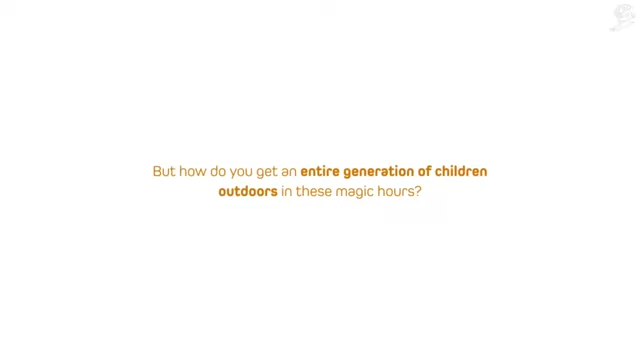 But how do you get an entire generation of children
outdoors in these magic hours?